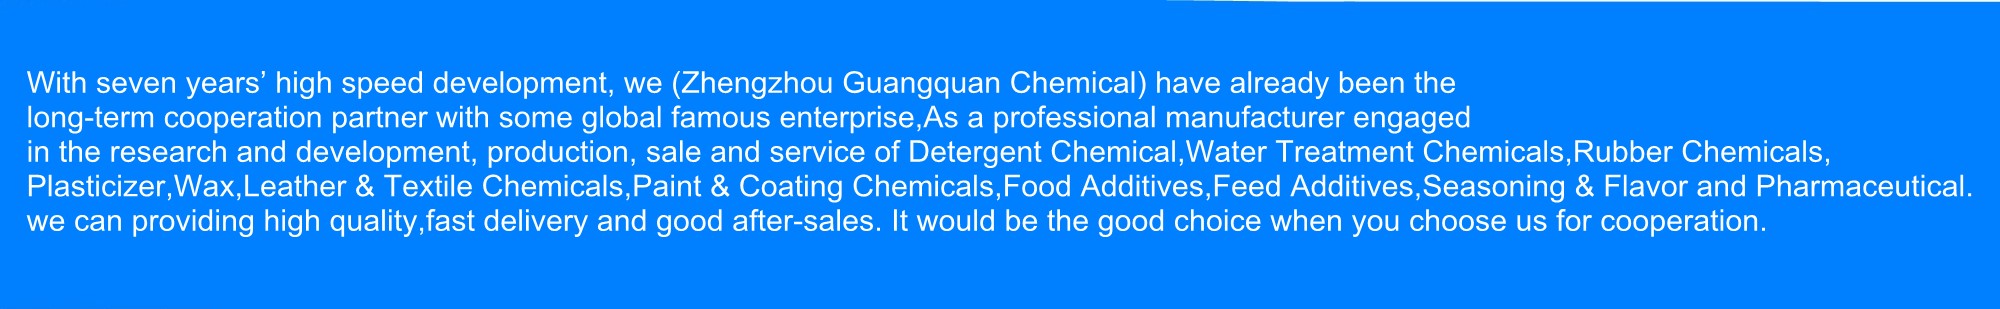 With seven years’ high speed development, we (Zhengzhou Guangquan Chemical) have already been the
long-term cooperation partner with some global famous enterprise,As a professional manufacturer engaged
in the research and development, production, sale and service of Detergent Chemical,Water Treatment Chemicals,Rubber Chemicals,
Plasticizer,Wax,Leather & Textile Chemicals,Paint & Coating Chemicals,Food Additives,Feed Additives,Seasoning & Flavor and Pharmaceutical.
we can providing high quality,fast delivery and good after-sales. It would be the good choice when you choose us for cooperation.